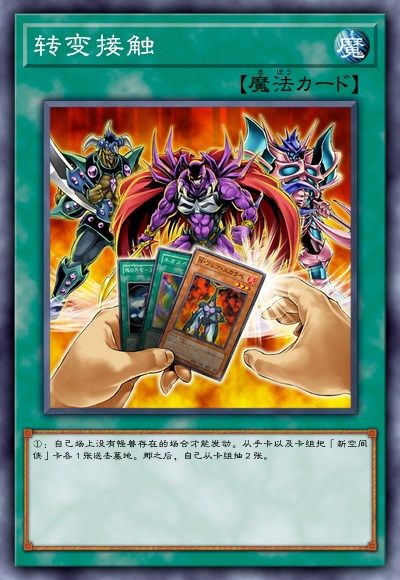 转变接触
魔
【魔法カード】
ま ほう
①：自己场上没有怪兽存在的场合才能发动。从手卡以及卡组把「新空间
侠」卡各1张送去墓地。那之后，自己从卡组抽2张。